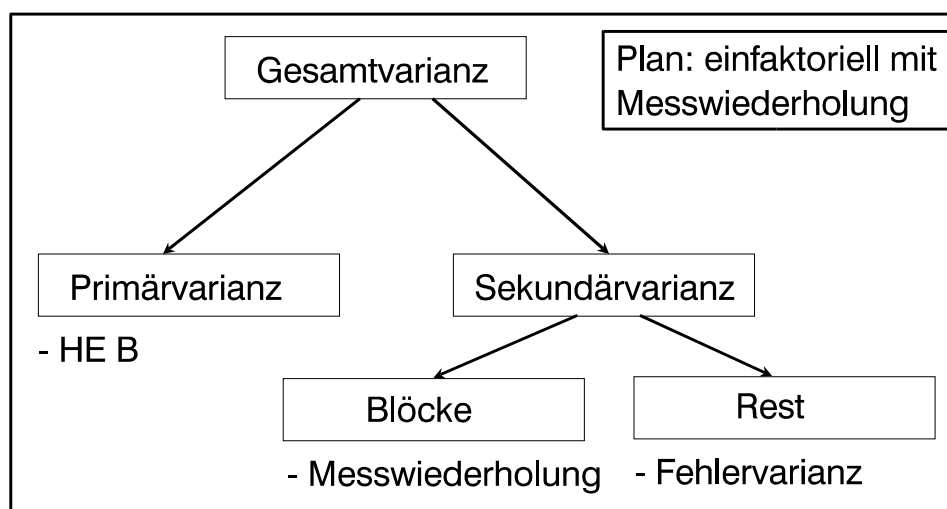 Gesamtvarianz
Plan: einfaktoriell mit
Messwiederholung
Primärvarianz
Sekundärvarianz
- HE B
Blöcke
Rest
- Messwiederholung
- Fehlervarianz